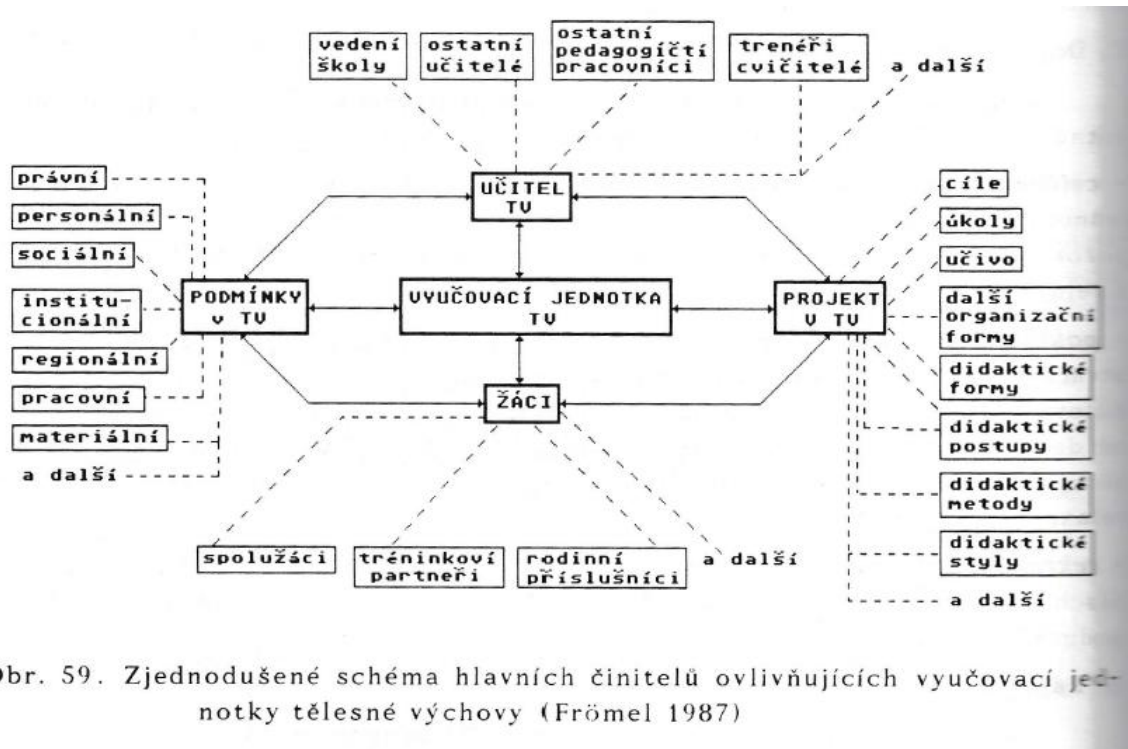 vedení
školy
ostatní
učitelé
ostatní
pedagogičtí
pracovníci
trenéři
cvičitelé
a další
právní
personální
sociální
institu-
cionální
regionální
pracovní
materiální
a další
UČITEL
TV
PODMÍNKY
v TV
VYUČOVACÍ JEDNOTKA
TV
PROJEKT
V TV
ŽÁCI
cíle
úkoly
učivo
další
organizační
formy
didaktické
formy
didaktické
postupy
didaktické
metody
didaktické
styly
a další
spolužáci
tréninkoví
partneři
rodinní
příslušníci
a další
Obr. 59. Zjednodušené schéma hlavních činitelů ovlivňujících vyučovací jed-
notky tělesné výchovy (Frömel 1987)